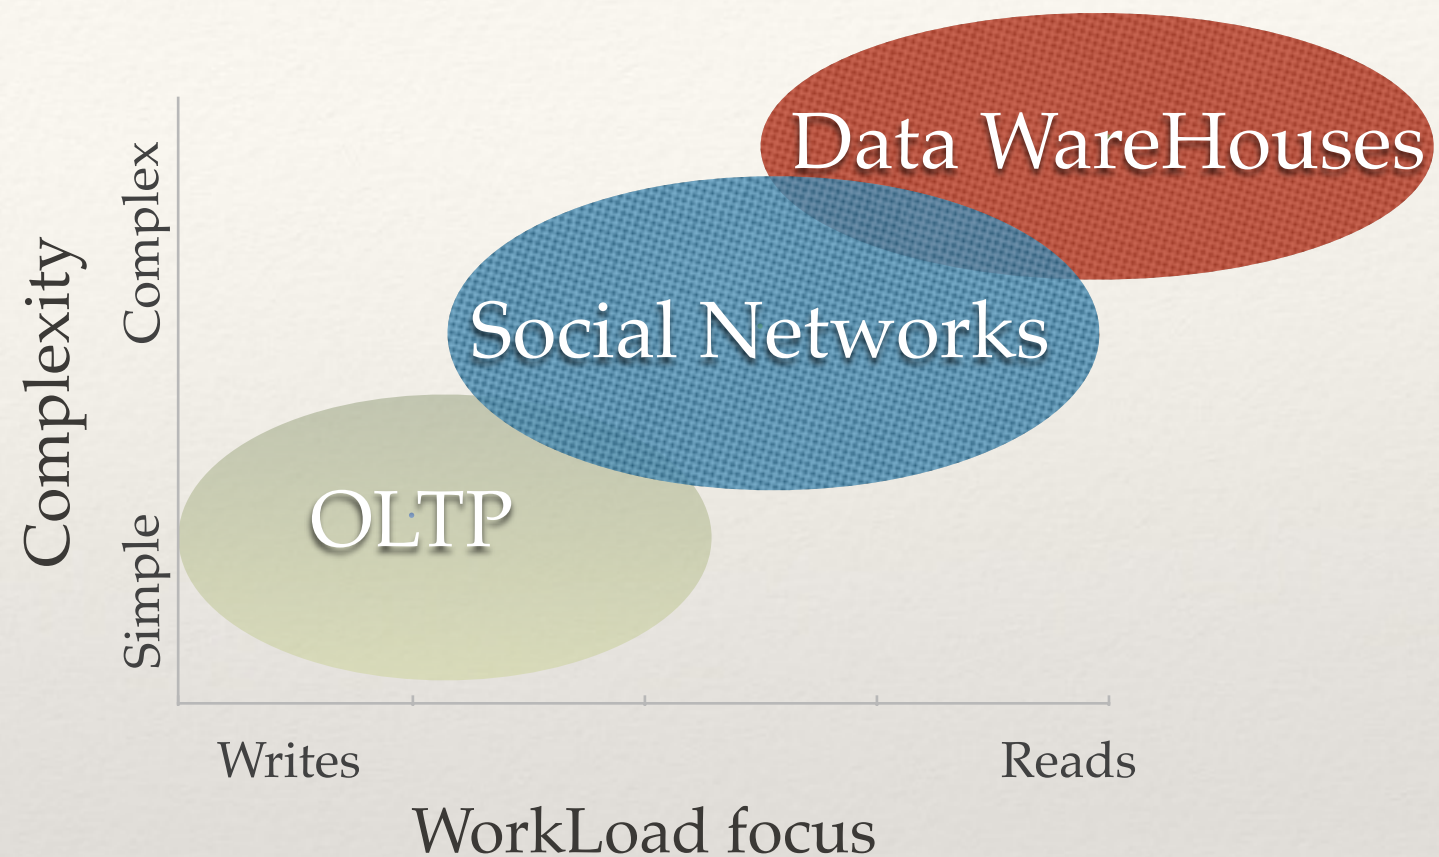 Data WareHouses
Complex
Social Networks
Complexity
OLTP
Simple
Writes
Reads
WorkLoad focus